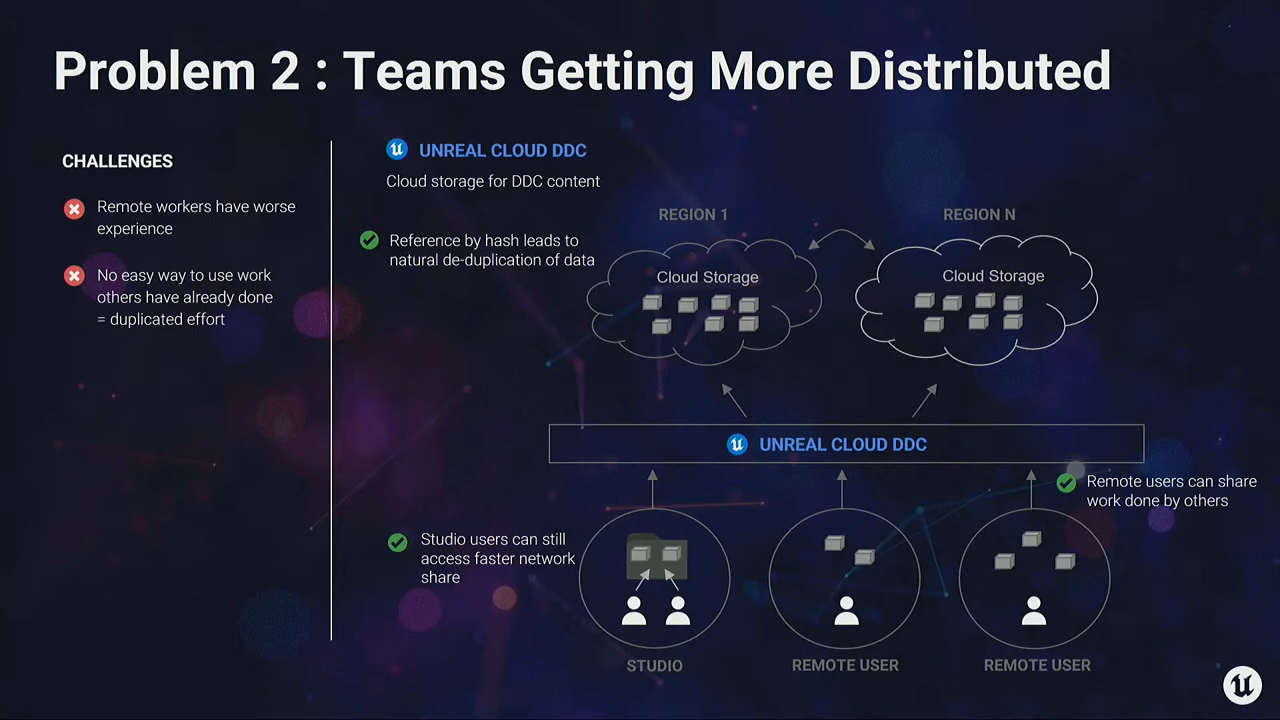 Problem 2 : Teams Getting More Distributed
CHALLENGES
Remote workers have worse
experience
No easy way to use work
others have already done
= duplicated effort
UNREAL CLOUD DDC
Cloud storage for DDC content
Reference by hash leads to
natural de-duplication of data
REGION 1
REGION N
Cloud Storage
Cloud Storage
UNREAL CLOUD DDC
Remote users can share
work done by others
Studio users can still
access faster network
share
STUDIO
REMOTE USER
REMOTE USER